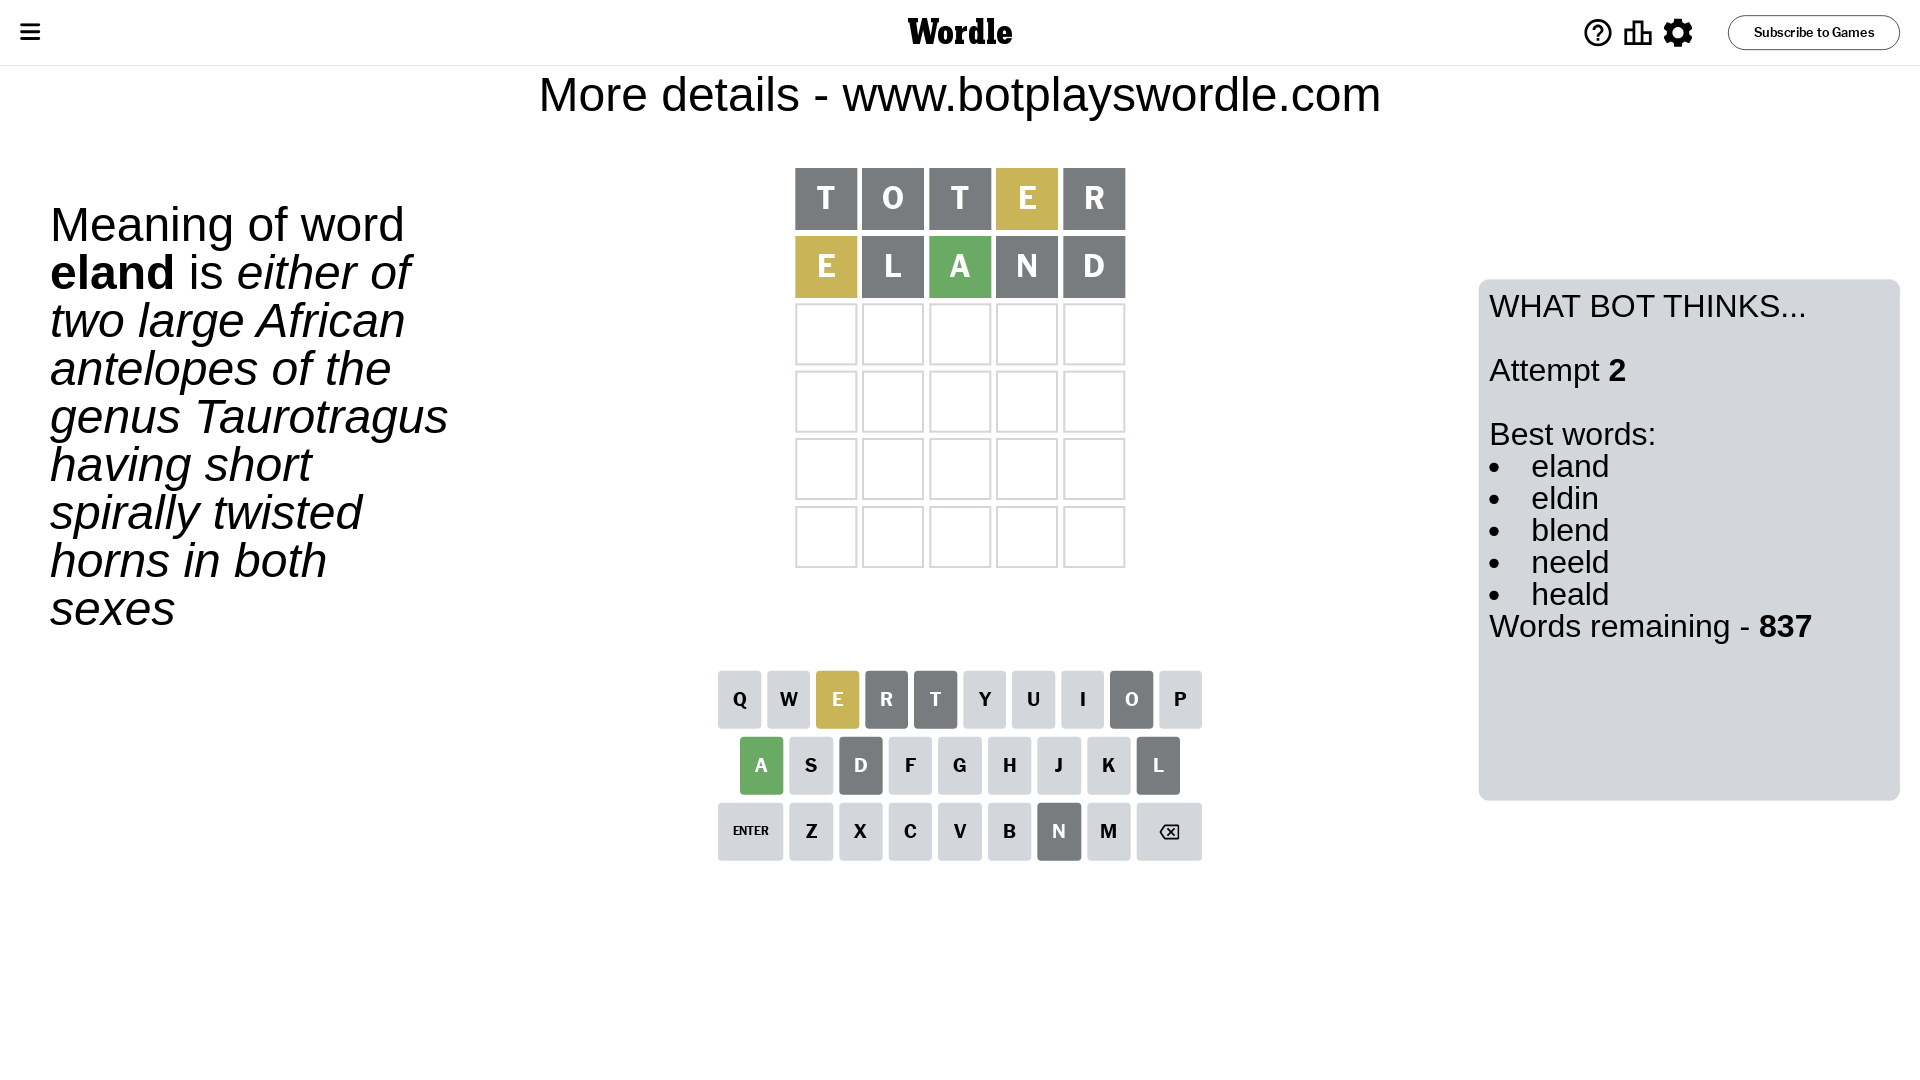 Wordle
Subscribe to Games
More details - www.botplayswordle.com
Meaning of word
eland is either of
two large African
antelopes of the
genus Taurotragus
having short
spirally twisted
horns in both
sexes
T O T E R
E L A N D
WHAT BOT THINKS...
Attempt 2
Best words:
• eland
• eldin
• blend
• neeld
• heald
Words remaining - 837
Q W E R T Y U I O P
A S D F G H J K L
ENTER Z X C V B N M